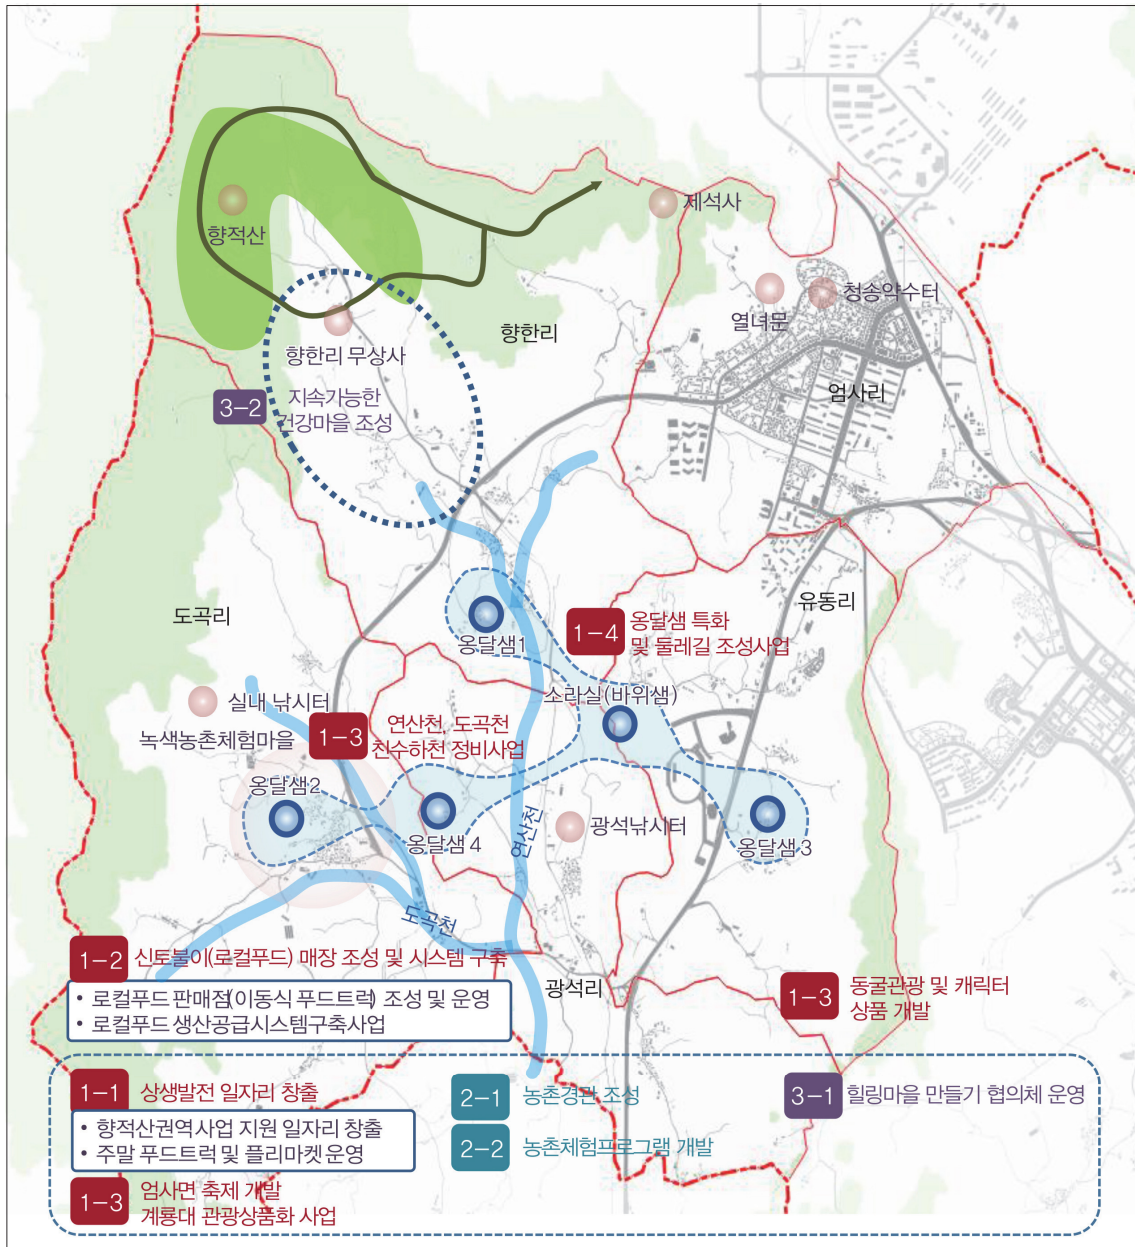 제석사
향적산
청송약수터
열녀문
향한리
향한리 무상사
엄사리
3-2
지속가능한
건강마을 조성
유동리
도곡리
1-4
옹달샘 특화
및 둘레길 조성사업
옹달샘1
소라실(바위샘)
실내 낚시터
녹색농촌체험마을
1-3
연산천, 도곡천
친수하천 정비사업
옹달샘2
옹달샘 4
연산천
광석낚시터
옹달샘 3
도곡천
1-2
신토불이(로컬푸드) 매장 조성 및 시스템 구축
• 로컬푸드 판매점(이동식 푸드트럭) 조성 및 운영
• 로컬푸드 생산공급시스템구축사업
광석리
1-3
동굴관광 및 캐릭터
상품 개발
1-1
상생발전 일자리 창출
• 향적산권역사업 지원 일자리 창출
• 주말 푸드트럭 및 플리마켓 운영
1-3
엄사면 축제 개발
계룡대 관광상품화 사업
2-1
농촌경관 조성
2-2
농촌체험프로그램 개발
3-1
힐링마을 만들기 협의체 운영